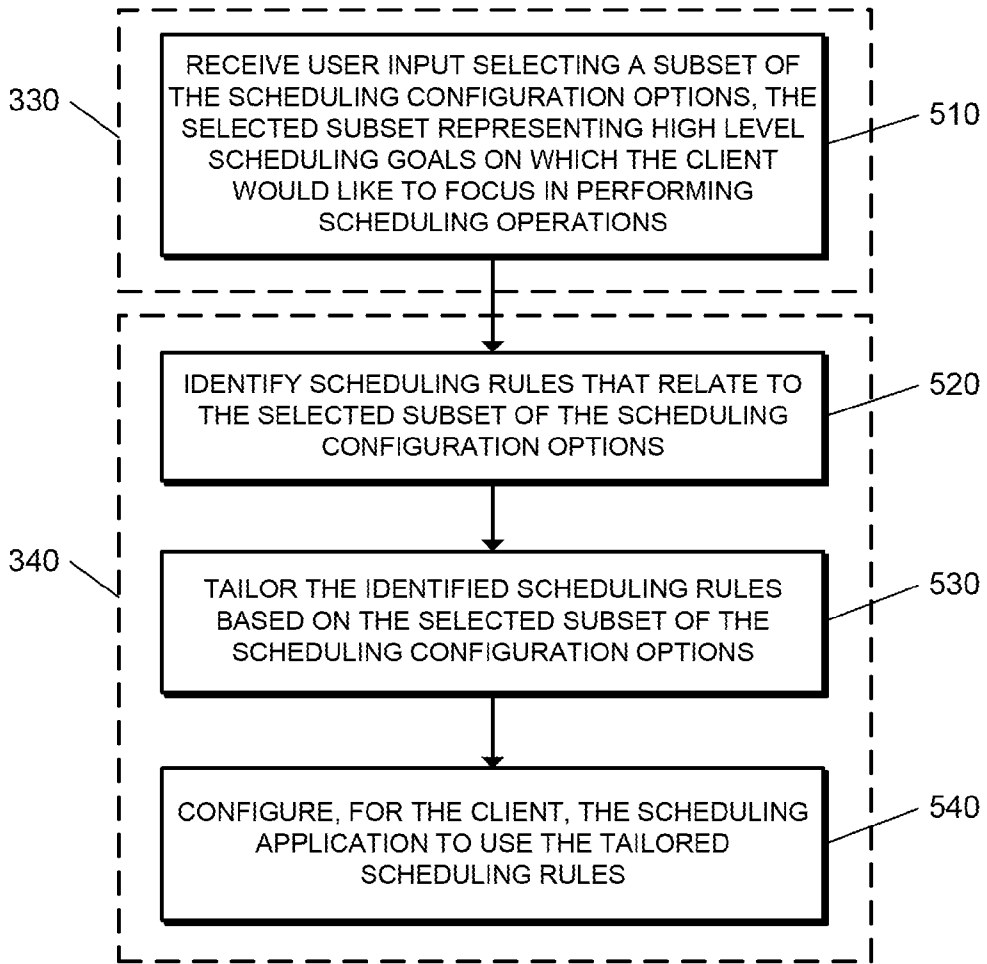 330
RECEIVE USER INPUT SELECTING A SUBSET OF
THE SCHEDULING CONFIGURATION OPTIONS, THE
SELECTED SUBSET REPRESENTING HIGH LEVEL
SCHEDULING GOALS ON WHICH THE CLIENT
WOULD LIKE TO FOCUS IN PERFORMING
SCHEDULING OPERATIONS
510
340
IDENTIFY SCHEDULING RULES THAT RELATE TO
THE SELECTED SUBSET OF THE SCHEDULING
CONFIGURATION OPTIONS
520
TAILOR THE IDENTIFIED SCHEDULING RULES
BASED ON THE SELECTED SUBSET OF THE
SCHEDULING CONFIGURATION OPTIONS
530
CONFIGURE, FOR THE CLIENT, THE SCHEDULING
APPLICATION TO USE THE TAILORED
SCHEDULING RULES
540